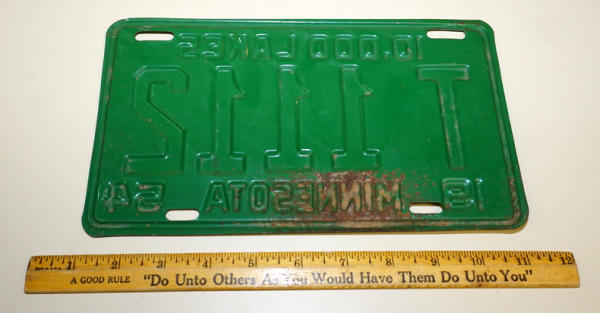 10,000 LAKES
T 1112
19 MINNESOTA 54
1 2 3 4 5 6 7 8 9 10 11 12
A GOOD RULE "Do Unto Others As You Would Have Them Do Unto You"